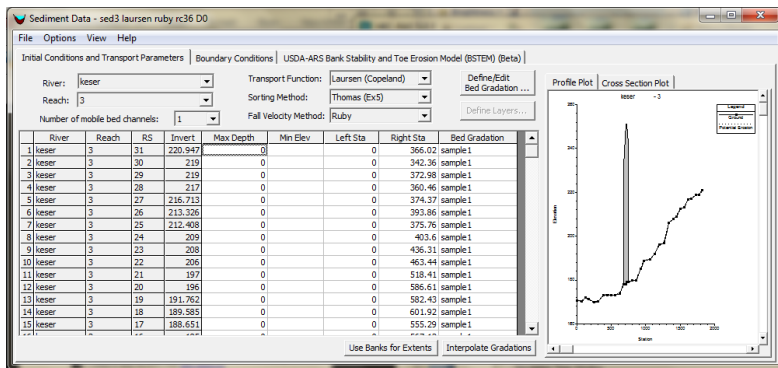 Sediment Data - sed3 laursen ruby rc36 D0
File Options View Help
Initial Conditions and Transport Parameters Boundary Conditions USDA-ARS Bank Stability and Toe Erosion Model (BSTEM) (Beta)
River: keser Transport Function: Laursen (Copeland) Define/Edit Bed Gradation ...
Reach: 3 Sorting Method: Thomas (Ex5)
Number of mobile bed channels: 1 Fall Velocity Method: Ruby Define Layers...
River Reach RS Invert Max Depth Min Elev Left Sta Right Sta Bed Gradation
1 keser 3 31 220.947 0 0 366.02 sample1
2 keser 3 30 219 0 0 342.36 sample1
3 keser 3 29 219 0 0 372.98 sample1
4 keser 3 28 217 0 0 360.46 sample1
5 keser 3 27 216.713 0 0 374.37 sample1
6 keser 3 26 213.326 0 0 393.86 sample1
7 keser 3 25 212.408 0 0 375.76 sample1
8 keser 3 24 209 0 0 403.6 sample1
9 keser 3 23 208 0 0 436.31 sample1
10 keser 3 22 206 0 0 463.44 sample1
11 keser 3 21 197 0 0 518.41 sample1
12 keser 3 20 196 0 0 586.61 sample1
13 keser 3 19 191.762 0 0 582.43 sample1
14 keser 3 18 189.585 0 0 601.92 sample1
15 keser 3 17 188.651 0 0 555.29 sample1
Use Banks for Extents Interpolate Gradations
Profile Plot Cross Section Plot
keser - 3
Legend
Ground
Potential Erosion
Elevation
260
240
220
200
180
160
0 500 1000 1500 2000
Station